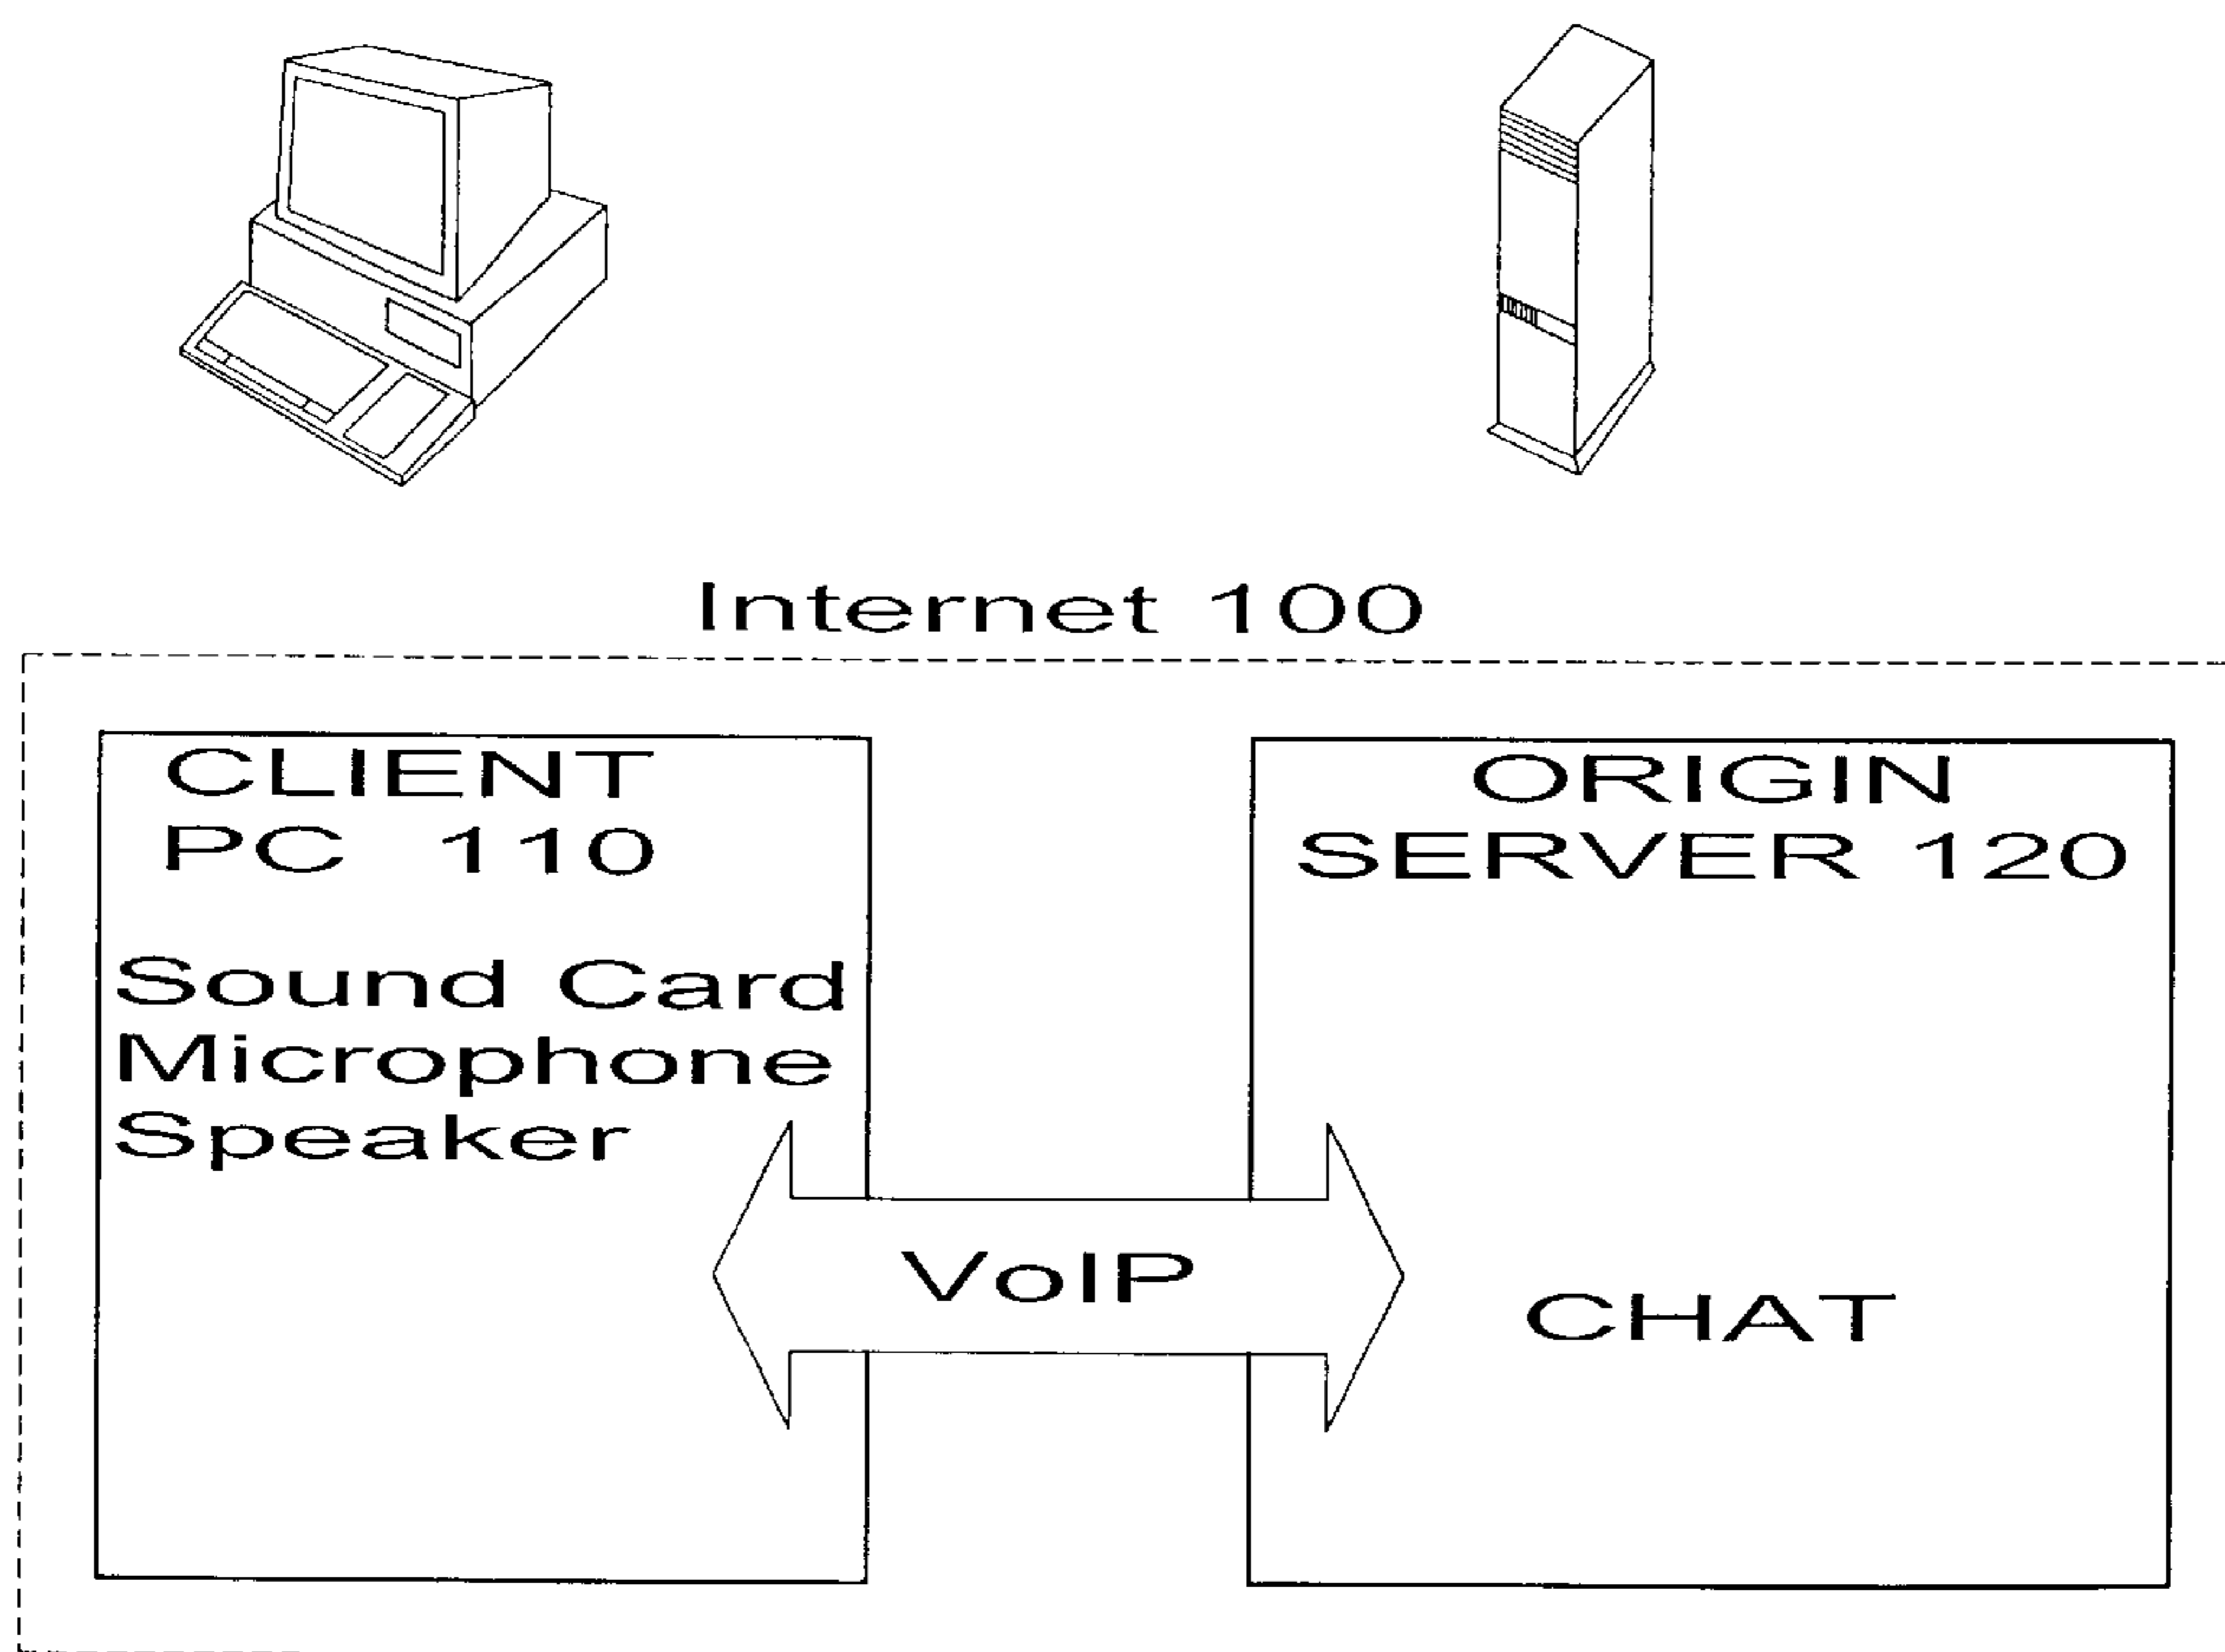 Internet 100
CLIENT
PC 110
Sound Card
Microphone
Speaker
ORIGIN
SERVER 120
VoIP
CHAT